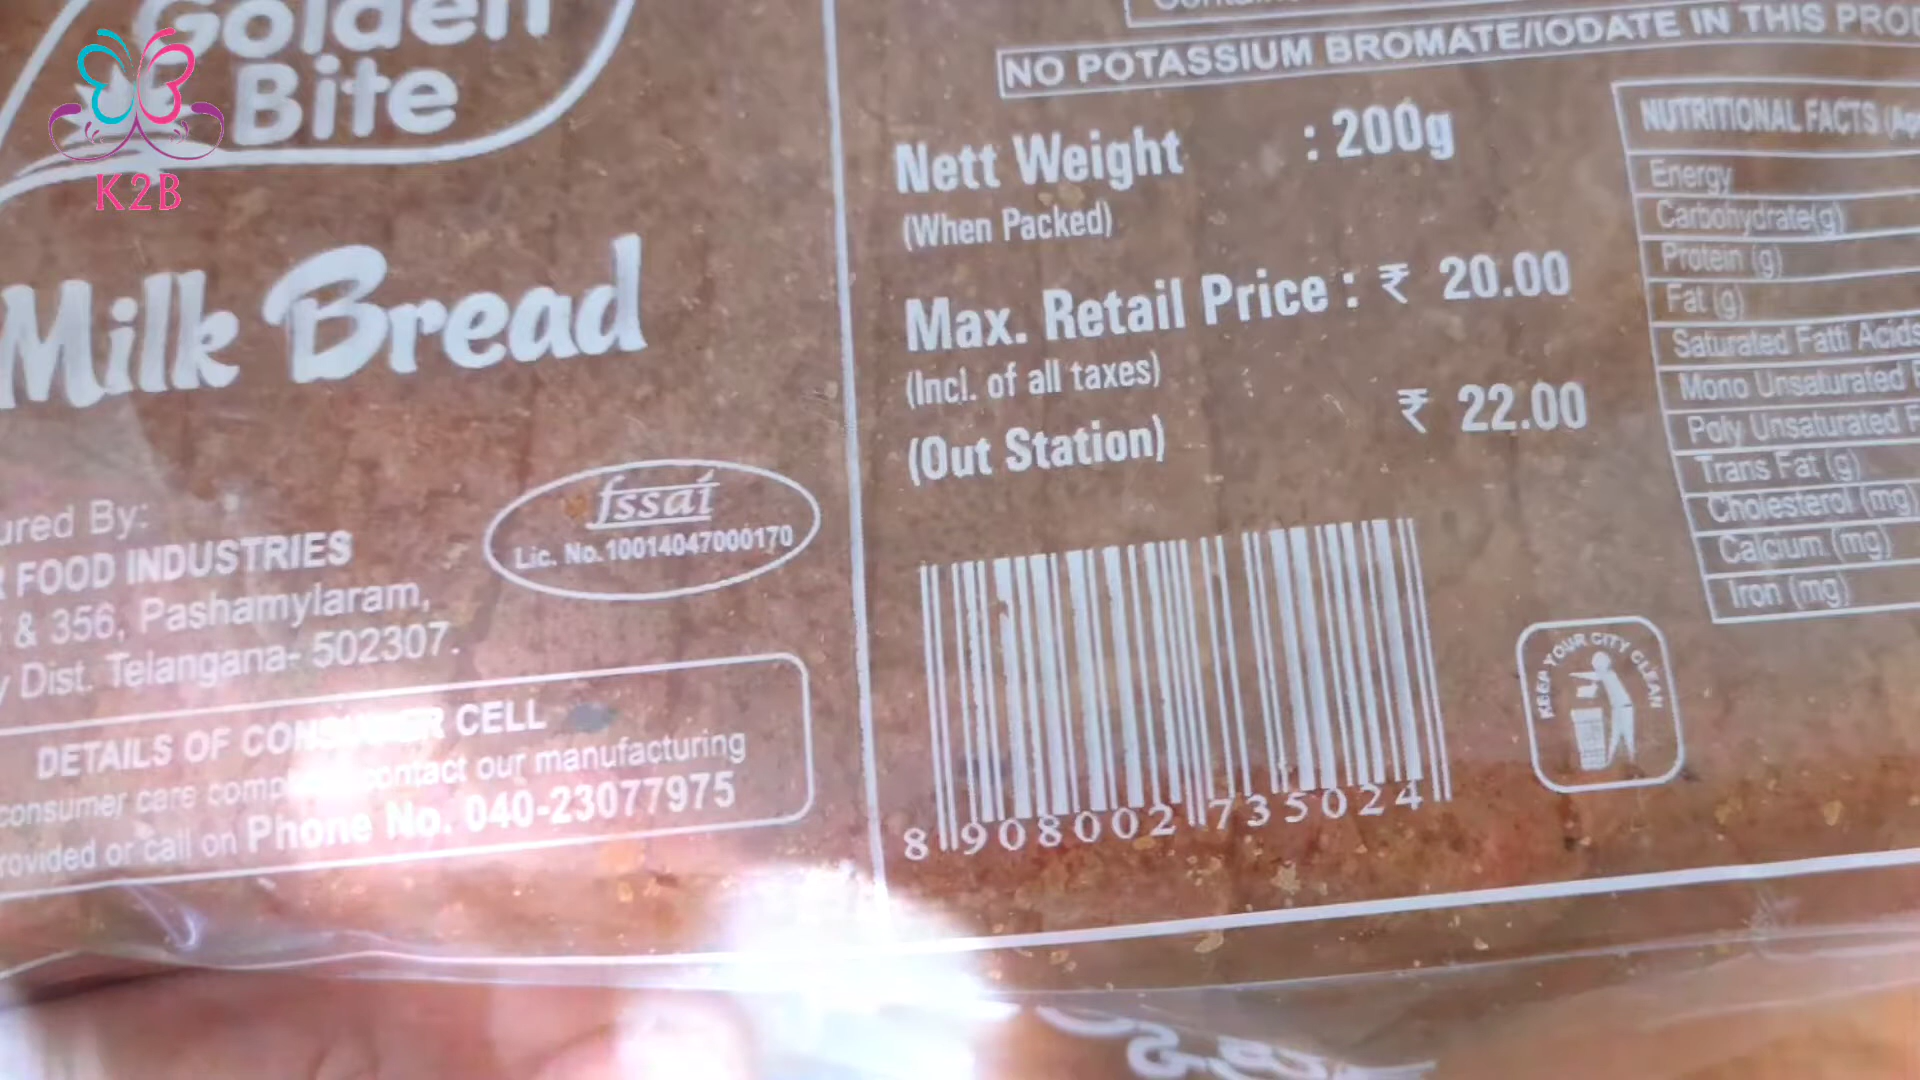 Golden
Bite
K2B
Milk Bread
ured By:
FOOD INDUSTRIES
& 356, Pashamylaram,
Dist. Telangana- 502307.
fssai
Lic. No. 10014047000170
DETAILS OF CONSUMER CELL
consumer care contact our manufacturing
rovided or call on Phone No. 040-23077975
NO POTASSIUM BROMATE/IODATE IN THIS PROD
Nett Weight : 200g
(When Packed)
Max. Retail Price : ₹ 20.00
(Incl. of all taxes)
(Out Station) ₹ 22.00
8 908002 735024
NUTRITIONAL FACTS
Energy
Carbohydrate(g)
Protein (g)
Fat (g)
Saturated Fatti Acids
Mono Unsaturated F
Poly Unsaturated F
Trans Fat (g)
Cholesterol (mg)
Calcium (mg)
Iron (mg)
KEEP YOUR CITY CLEAN